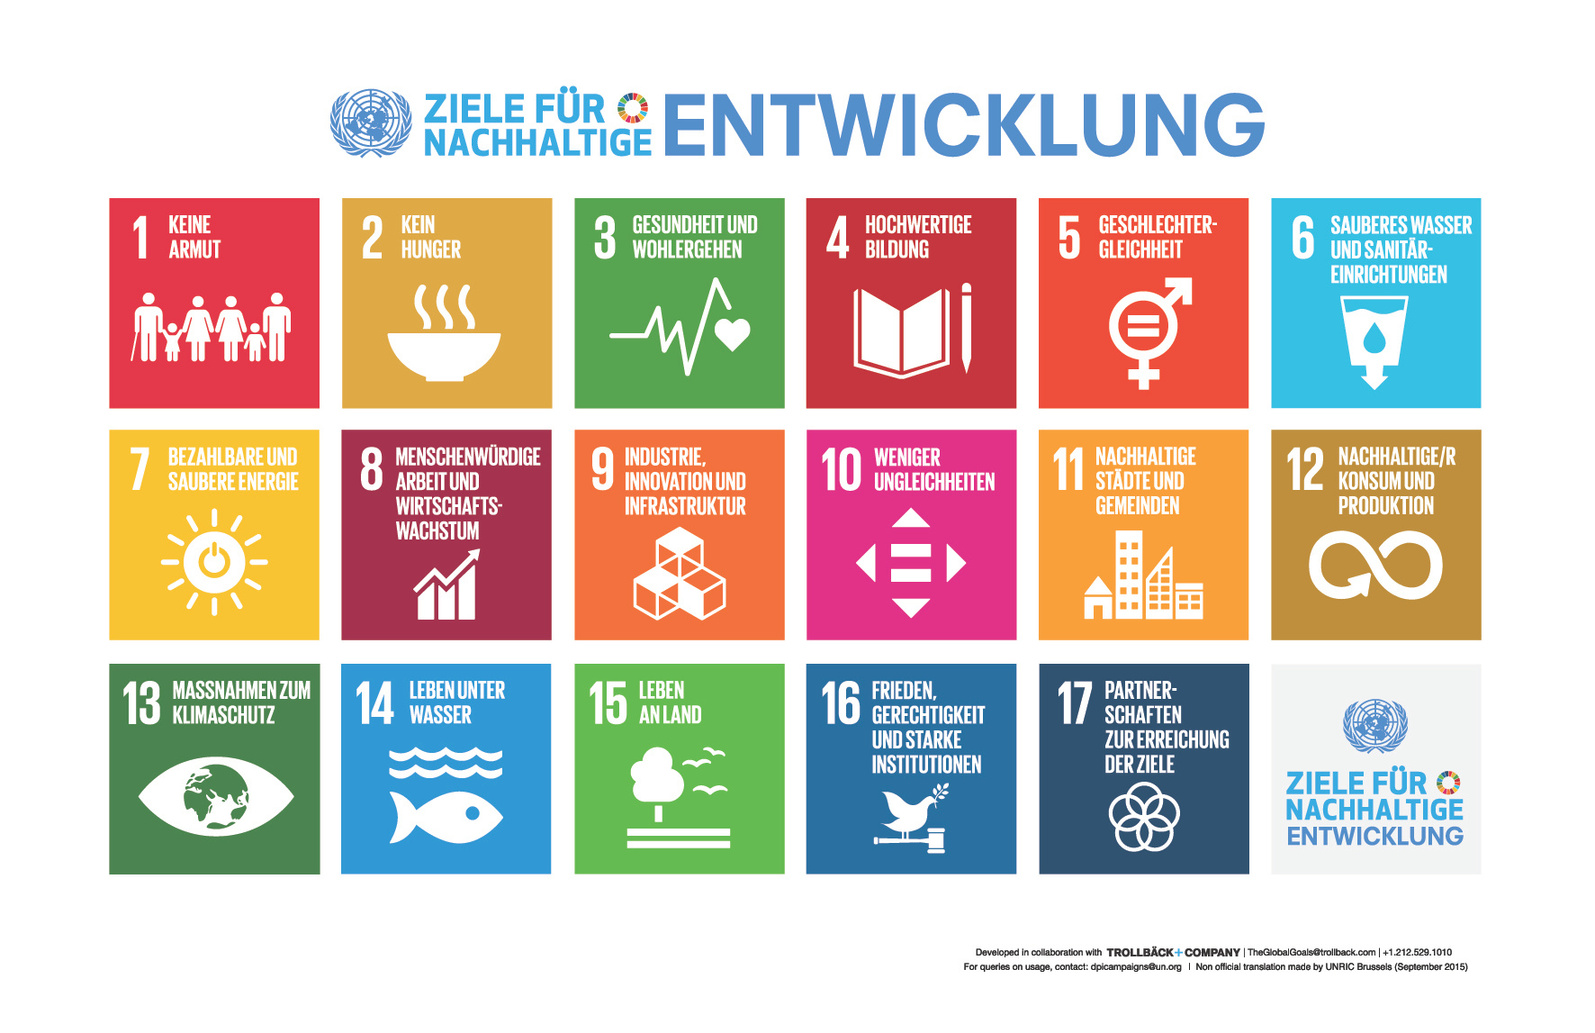 ZIELE FÜR
NACHHALTIGE ENTWICKLUNG
1 KEINE
ARMUT
2 KEIN
HUNGER
3 GESUNDHEIT UND
WOHLERGEHEN
4 HOCHWERTIGE
BILDUNG
5 GESCHLECHTER-
GLEICHHEIT
6 SAUBERES WASSER
UND SANITÄR-
EINRICHTUNGEN
7 BEZAHLBARE UND
SAUBERE ENERGIE
8 MENSCHENWÜRDIGE
ARBEIT UND
WIRTSCHAFTS-
WACHSTUM
9 INDUSTRIE,
INNOVATION UND
INFRASTRUKTUR
10 WENIGER
UNGLEICHHEITEN
11 NACHHALTIGE
STÄDTE UND
GEMEINDEN
12 NACHHALTIGE/R
KONSUM UND
PRODUKTION
13 MASSNAHMEN ZUM
KLIMASCHUTZ
14 LEBEN UNTER
WASSER
15 LEBEN
AN LAND
16 FRIEDEN,
GERECHTIGKEIT
UND STARKE
INSTITUTIONEN
17 PARTNER-
SCHAFTEN
ZUR ERREICHUNG
DER ZIELE
ZIELE FÜR
NACHHALTIGE
ENTWICKLUNG
Developed in collaboration with TROLLBÄCK+COMPANY | TheGlobalGoals@trollback.com | +1.212.529.1010
For queries on usage, contact: dpicampaigns@un.org | Non official translation made by UNRIC Brussels (September 2015)